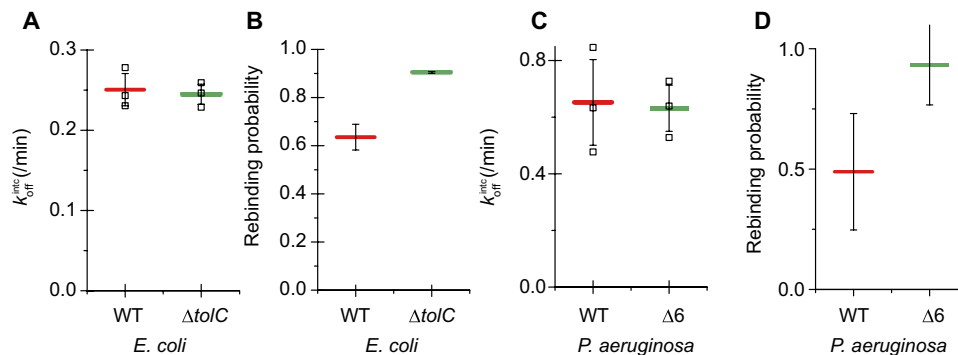 A
k_off^intc (/min)
0.3
0.2
0.1
0.0
WT
ΔtolC
E. coli
B
Rebinding probability
1.0
0.8
0.6
0.4
0.2
0.0
WT
ΔtolC
E. coli
C
k_off^intc (/min)
0.8
0.4
0.0
WT
Δ6
P. aeruginosa
D
Rebinding probability
1.0
0.5
0.0
WT
Δ6
P. aeruginosa